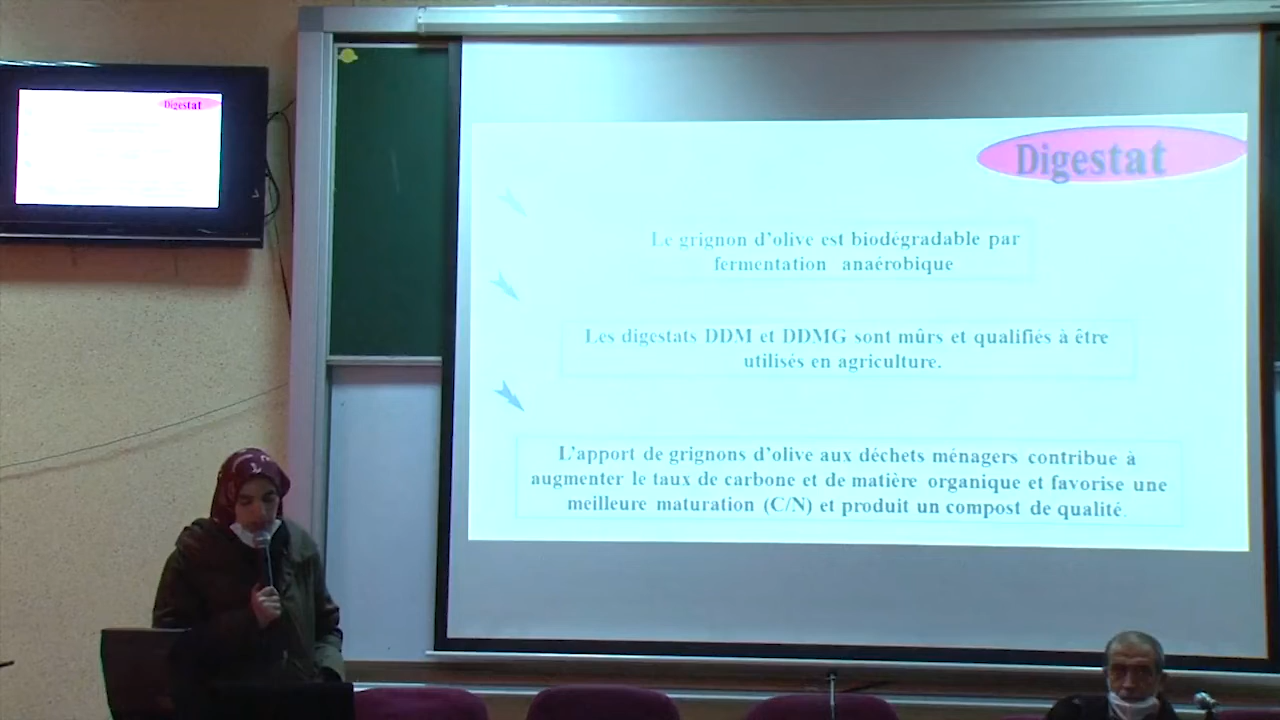 Digestat
Digestat
Le grignon d'olive est biodégradable par
fermentation anaérobique
Les digestats DDM et DDMG sont mûrs et qualifiés à être
utilisés en agriculture.
L'apport de grignons d'olive aux déchets ménagers contribue à
augmenter le taux de carbone et de matière organique et favorise une
meilleure maturation (C/N) et produit un compost de qualité.